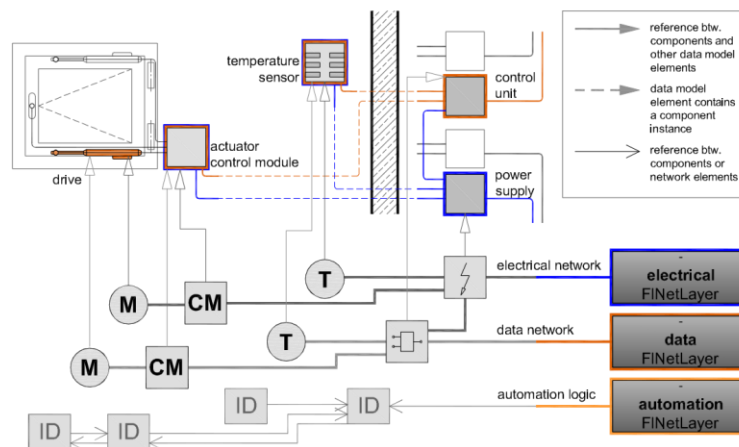 temperature
sensor
control
unit
reference btw.
components and
other data model
elements
data model
element contains
a component
instance
reference btw.
components or
network elements
actuator
control module
drive
power
supply
T
electrical network
-
electrical
FINetLayer
M
CM
T
data network
-
data
FINetLayer
M
CM
automation logic
-
automation
FINetLayer
ID
ID
ID
ID